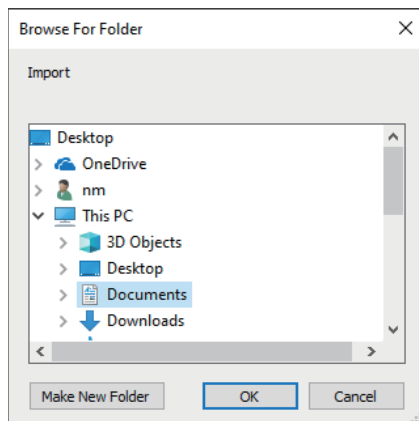 Browse For Folder
Import
Desktop
OneDrive
nm
This PC
3D Objects
Desktop
Documents
Downloads
Make New Folder OK Cancel